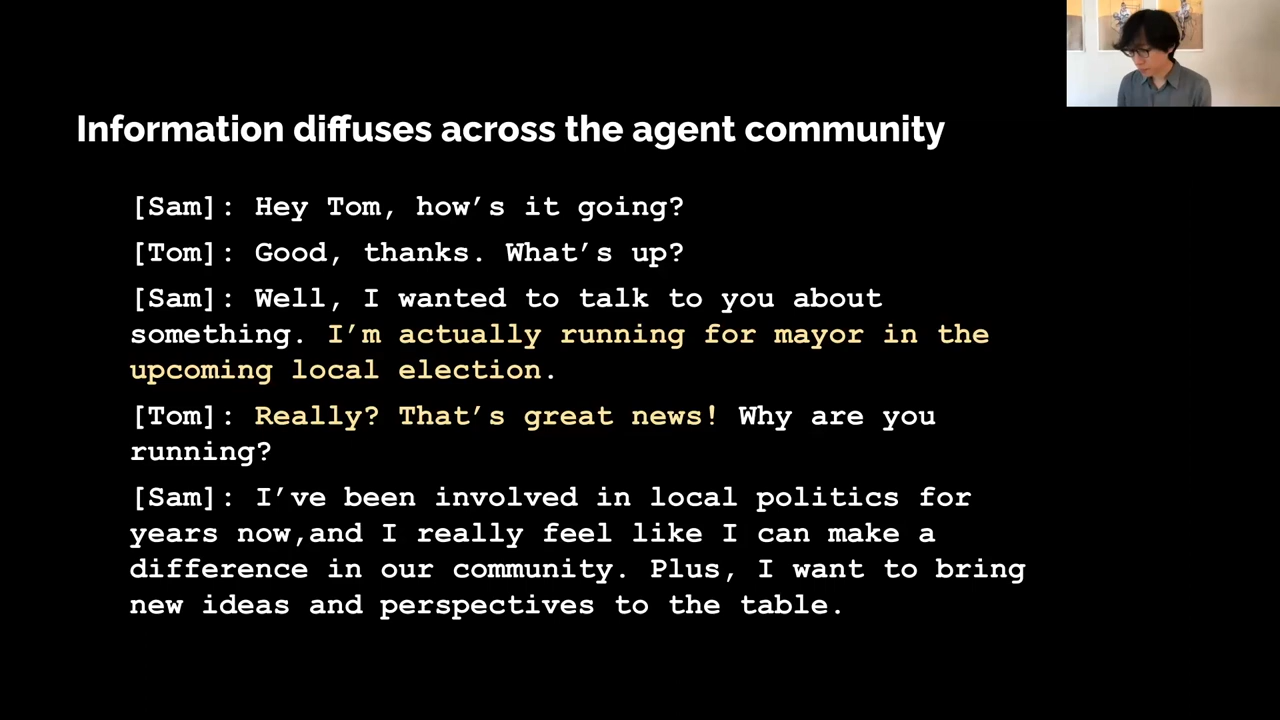 Information diffuses across the agent community
[Sam]: Hey Tom, how’s it going?
[Tom]: Good, thanks. What’s up?
[Sam]: Well, I wanted to talk to you about
something. I’m actually running for mayor in the
upcoming local election.
[Tom]: Really? That’s great news! Why are you
running?
[Sam]: I’ve been involved in local politics for
years now,and I really feel like I can make a
difference in our community. Plus, I want to bring
new ideas and perspectives to the table.